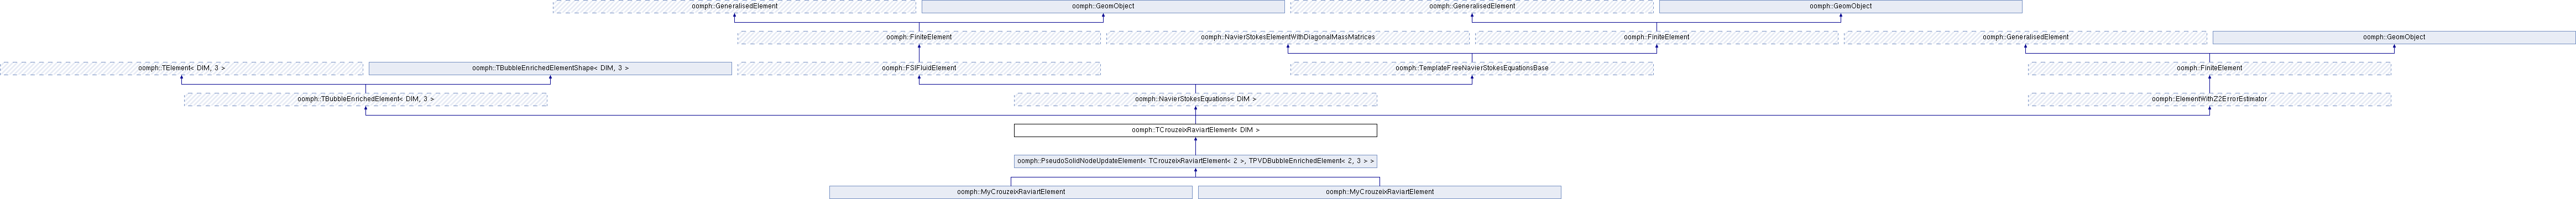 oomph::GeneralisedElement oomph::GeomObject oomph::GeneralisedElement oomph::GeomObject
oomph::FiniteElement oomph::NavierStokesElementWithDiagonalMassMatrices oomph::FiniteElement oomph::GeneralisedElement oomph::GeomObject
oomph::TElement< DIM, 3 > oomph::TBubbleEnrichedElementShape< DIM, 3 > oomph::FSIFluidElement oomph::TemplateFreeNavierStokesEquationsBase oomph::FiniteElement
oomph::TBubbleEnrichedElement< DIM, 3 > oomph::NavierStokesEquations< DIM > oomph::ElementWithZ2ErrorEstimator
oomph::TCrouzeixRaviartElement< DIM >
oomph::PseudoSolidNodeUpdateElement< TCrouzeixRaviartElement< 2 >, TPVDBubbleEnrichedElement< 2, 3 > >
oomph::MyCrouzeixRaviartElement oomph::MyCrouzeixRaviartElement